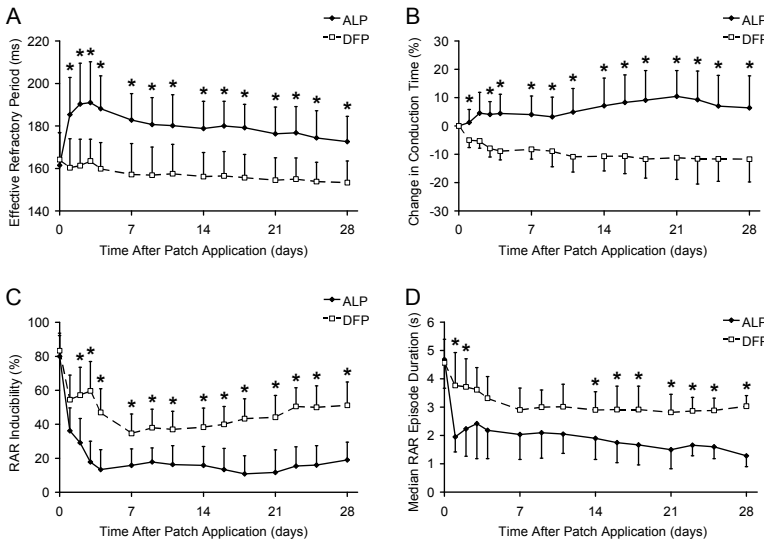 A
ALP
DFP
Effective Refractory Period (ms)
220
200
180
160
140
* * * * * * * * * * * * * *
0 7 14 21 28
Time After Patch Application (days)
B
ALP
DFP
Change in Conduction Time (%)
30
20
10
0
-10
-20
-30
* * * * * * * * * * * * *
0 7 14 21 28
Time After Patch Application (days)
C
ALP
DFP
RAR Inducibility (%)
100
80
60
40
20
0
* * * * * * * * * * * * *
0 7 14 21 28
Time After Patch Application (days)
D
ALP
DFP
Median RAR Episode Duration (s)
6
5
4
3
2
1
0
* * * * * * * * *
0 7 14 21 28
Time After Patch Application (days)